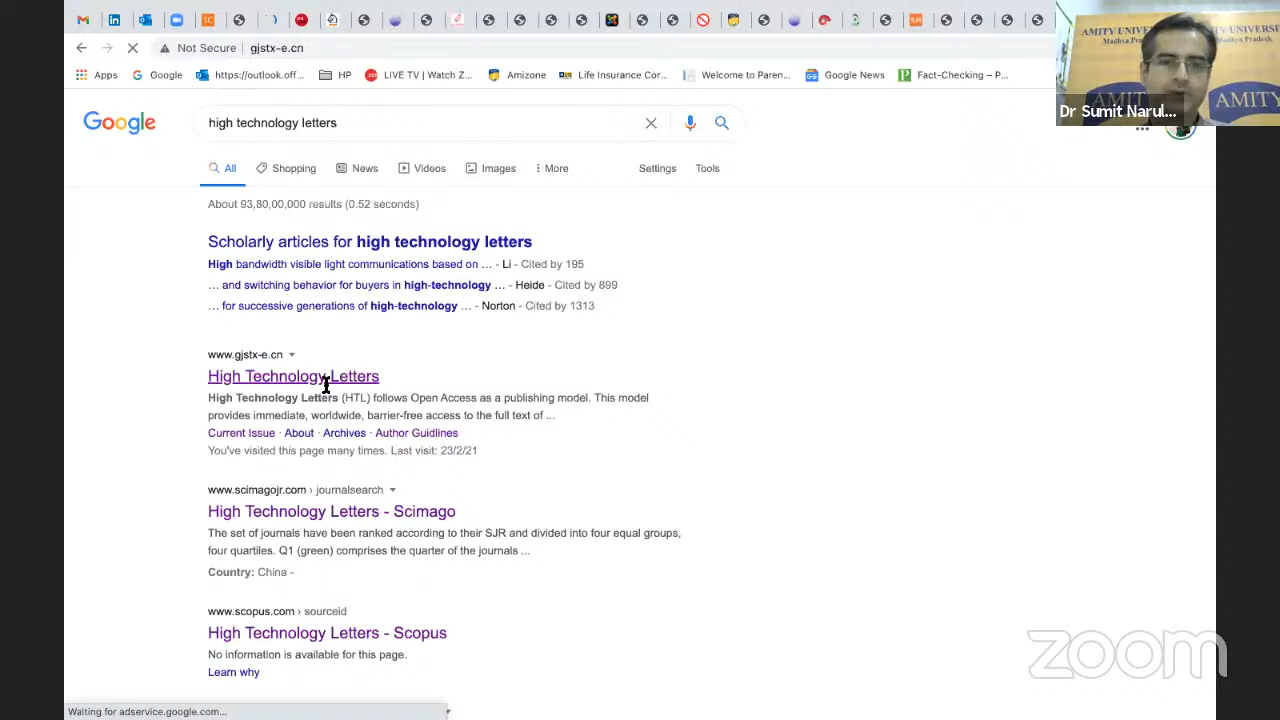 Not Secure
gjstx-e.cn
Apps
Google
https://outlook.off...
HP
LIVE TV | Watch Z...
Amizone
Life Insurance Cor...
Welcome to Paren...
Google News
Fact-Checking – P...
AMITY UNIVE
UNIVERSI
Madhya Pra
Madhya Pradesh
AMIT
AMITY
Dr Sumit Narul...
Google
high technology letters
All
Shopping
News
Videos
Images
More
Settings
Tools
About 93,80,00,000 results (0.52 seconds)
Scholarly articles for high technology letters
High bandwidth visible light communications based on ... - Li - Cited by 195
... and switching behavior for buyers in high-technology ... - Heide - Cited by 899
... for successive generations of high-technology ... - Norton - Cited by 1313
www.gjstx-e.cn
High Technology Letters
High Technology Letters (HTL) follows Open Access as a publishing model. This model
provides immediate, worldwide, barrier-free access to the full text of ...
Current Issue · About · Archives · Author Guidlines
You've visited this page many times. Last visit: 23/2/21
www.scimagojr.com › journalsearch
High Technology Letters - Scimago
The set of journals have been ranked according to their SJR and divided into four equal groups,
four quartiles. Q1 (green) comprises the quarter of the journals ...
Country: China -
www.scopus.com › sourceid
High Technology Letters - Scopus
No information is available for this page.
Learn why
zoom
Waiting for adservice.google.com...